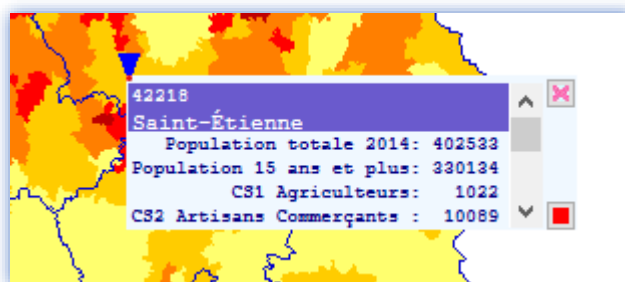 42218
Saint-Étienne
Population totale 2014: 402533
Population 15 ans et plus: 330134
CS1 Agriculteurs: 1022
CS2 Artisans Commerçants : 10089